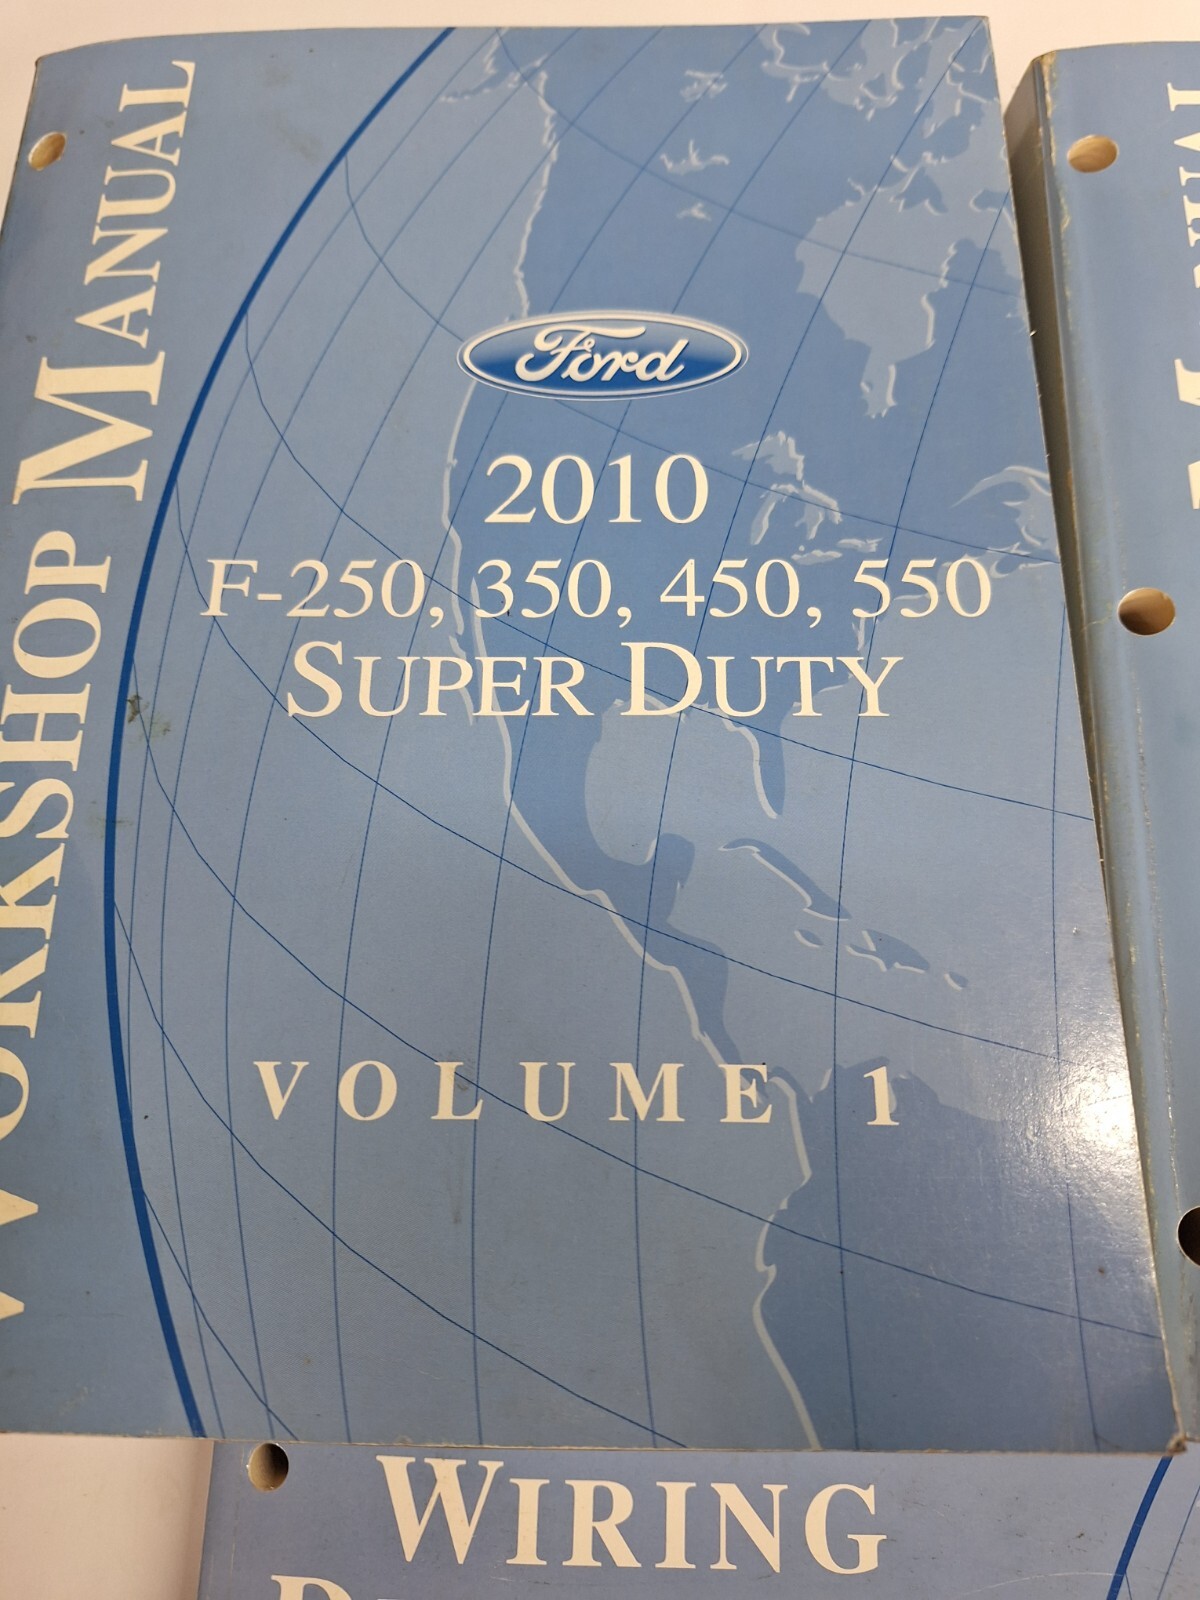 WORKSHOP MANUAL
Ford
2010
F-250, 350, 450, 550
SUPER DUTY
VOLUME 1
WIRING